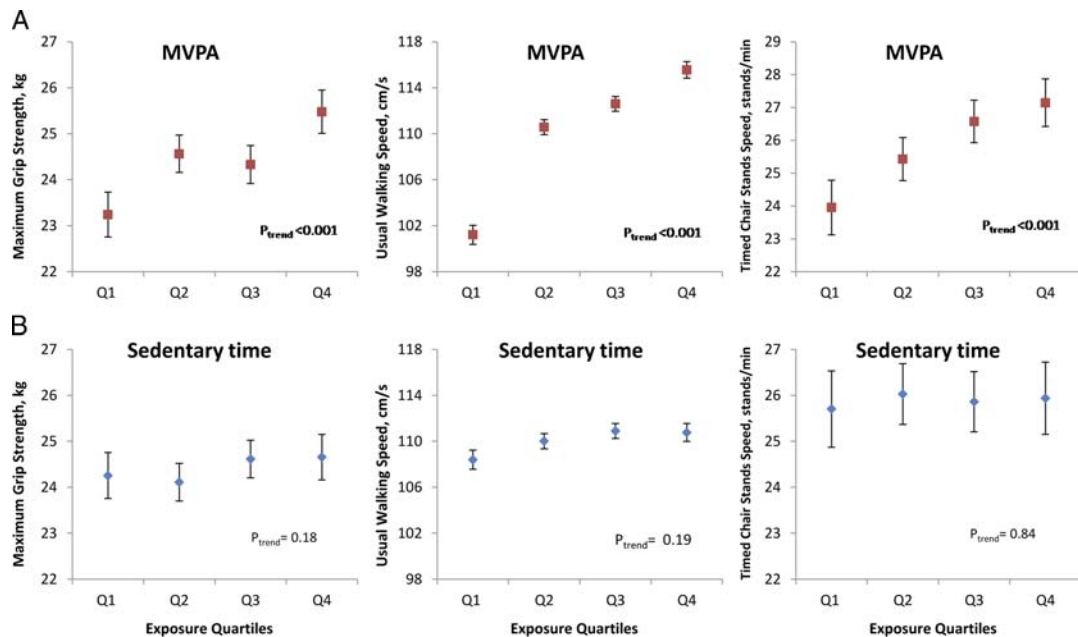 A
MVPA
Maximum Grip Strength, kg
27
26
25
24
23
22
P trend <0.001
Q1 Q2 Q3 Q4
MVPA
Usual Walking Speed, cm/s
118
114
110
106
102
98
P trend <0.001
Q1 Q2 Q3 Q4
MVPA
Timed Chair Stands Speed, stands/min
29
28
27
26
25
24
23
22
P trend <0.001
Q1 Q2 Q3 Q4
B
Sedentary time
Maximum Grip Strength, kg
27
26
25
24
23
22
P trend = 0.18
Q1 Q2 Q3 Q4
Exposure Quartiles
Sedentary time
Usual Walking Speed, cm/s
118
114
110
106
102
98
P trend = 0.19
Q1 Q2 Q3 Q4
Exposure Quartiles
Sedentary time
Timed Chair Stands Speed, stands/min
27
26
25
24
23
22
P trend = 0.84
Q1 Q2 Q3 Q4
Exposure Quartiles